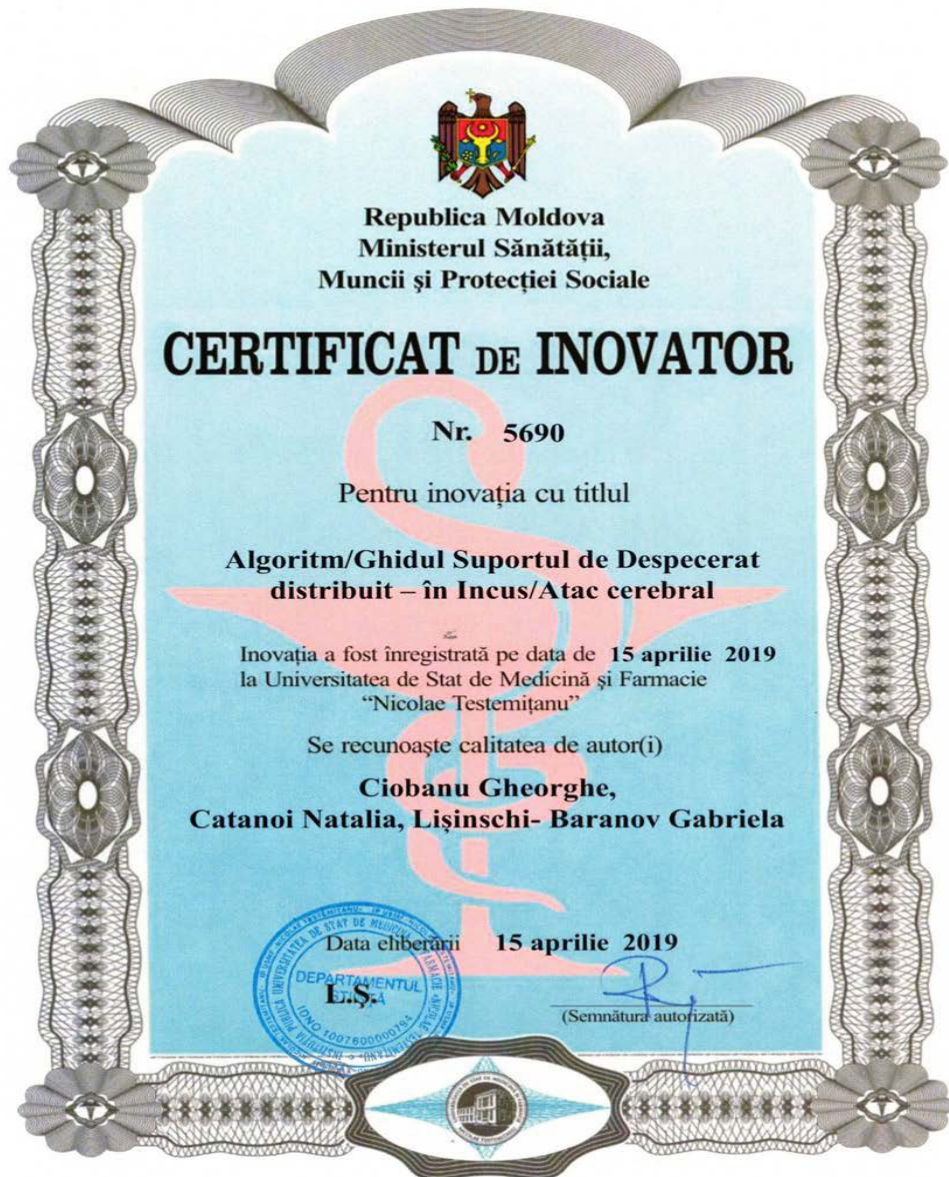 Republica Moldova
Ministerul Sănătății,
Muncii și Protecției Sociale
CERTIFICAT DE INOVATOR
Nr. 5690
Pentru inovația cu titlul
Algoritm/Ghidul Suportul de Despecerat
distribuit – în Incus/Atac cerebral
Inovația a fost înregistrată pe data de 15 aprilie 2019
la Universitatea de Stat de Medicină și Farmacie
“Nicolae Testemițanu”
Se recunoaște calitatea de autor(i)
Ciobanu Gheorghe,
Catanoi Natalia, Lișinschi- Baranov Gabriela
Data eliberării 15 aprilie 2019
DEPARTAMENTUL
L.Ș.
IDNO 1007600000794
(Semnătura autorizată)